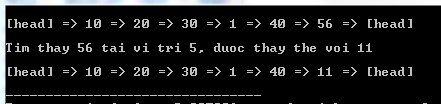 [head] => 10 => 20 => 30 => 1 => 40 => 56 => [head]
Tim thay 56 tai vi tri 5, duoc thay the voi 11
[head] => 10 => 20 => 30 => 1 => 40 => 11 => [head]
--------------------------------